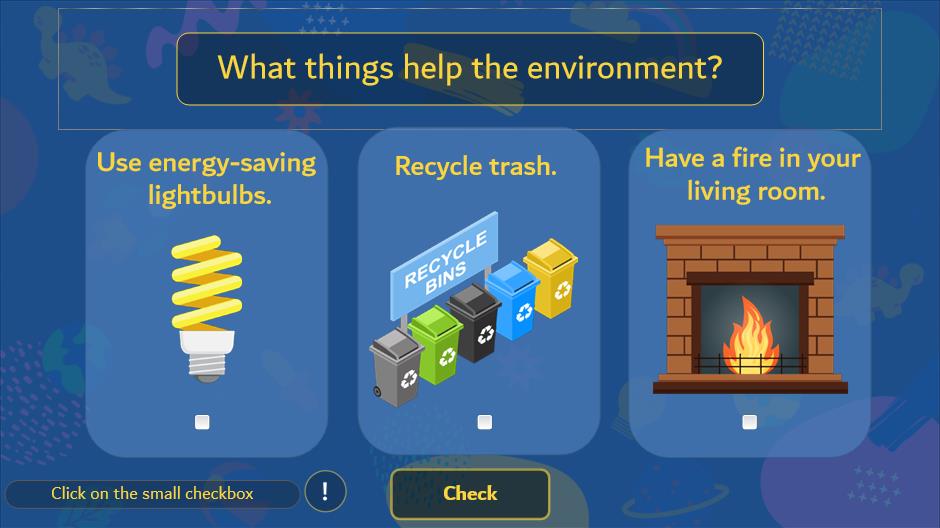 What things help the environment?
Use energy-saving
lightbulbs.
Recycle trash.
RECYCLE
BINS
Have a fire in your
living room.
Click on the small checkbox
!
Check